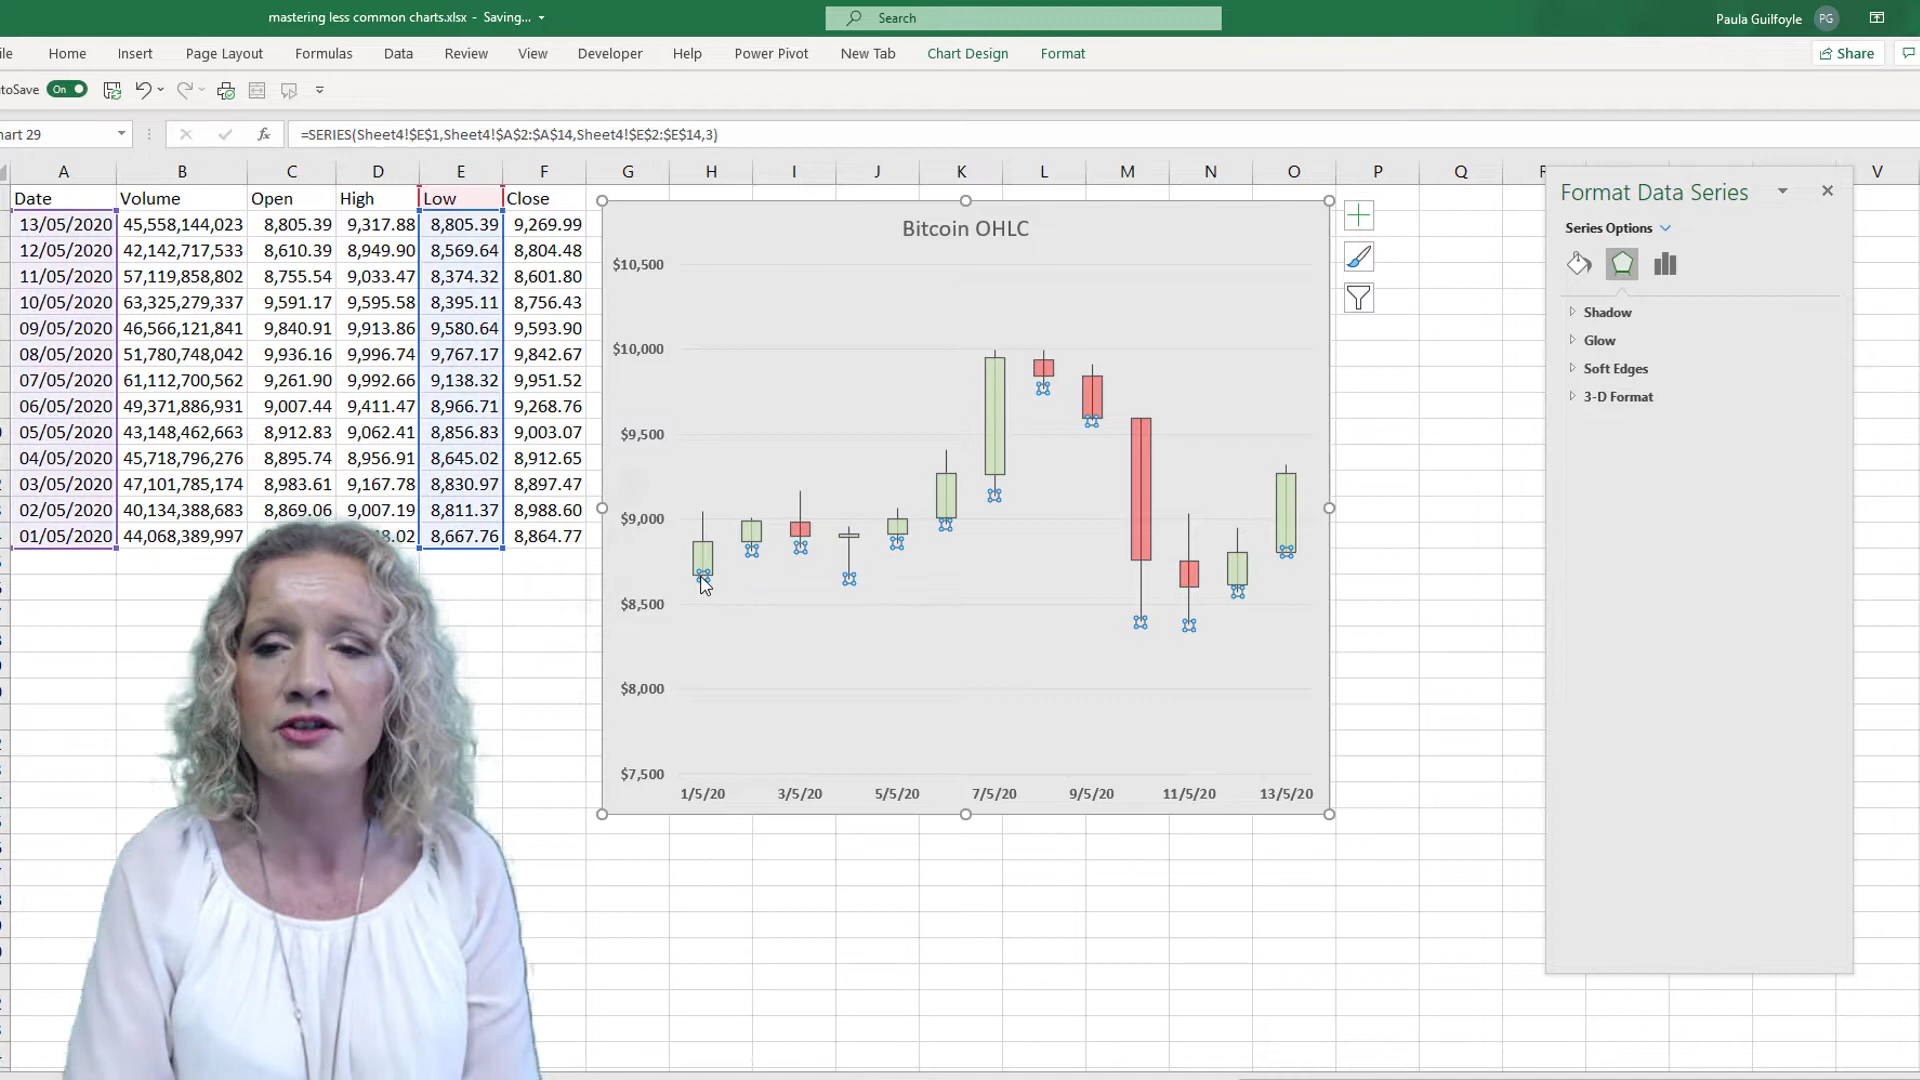 mastering less common charts.xlsx - Saving...
Search
Paula Guilfoyle PG
ile Home Insert Page Layout Formulas Data Review View Developer Help Power Pivot New Tab Chart Design Format Share
utoSave On
hart 29 fx =SERIES(Sheet4!$E$1,Sheet4!$A$2:$A$14,Sheet4!$E$2:$E$14,3)
A B C D E F G H I J K L M N O P Q R V
Date Volume Open High Low Close
13/05/2020 45,558,144,023 8,805.39 9,317.88 8,805.39 9,269.99
12/05/2020 42,142,717,533 8,610.39 8,949.90 8,569.64 8,804.48
11/05/2020 57,119,858,802 8,755.54 9,033.47 8,374.32 8,601.80
10/05/2020 63,325,279,337 9,591.17 9,595.58 8,395.11 8,756.43
09/05/2020 46,566,121,841 9,840.91 9,913.86 9,580.64 9,593.90
08/05/2020 51,780,748,042 9,936.16 9,996.74 9,767.17 9,842.67
07/05/2020 61,112,700,562 9,261.90 9,992.66 9,138.32 9,951.52
06/05/2020 49,371,886,931 9,007.44 9,411.47 8,966.71 9,268.76
05/05/2020 43,148,462,663 8,912.83 9,062.41 8,856.83 9,003.07
04/05/2020 45,718,796,276 8,895.74 8,956.91 8,645.02 8,912.65
03/05/2020 47,101,785,174 8,983.61 9,167.78 8,830.97 8,897.47
02/05/2020 40,134,388,683 8,869.06 9,007.19 8,811.37 8,988.60
01/05/2020 44,068,389,997 8.02 8,667.76 8,864.77
Bitcoin OHLC
$10,500
$10,000
$9,500
$9,000
$8,500
$8,000
$7,500
1/5/20 3/5/20 5/5/20 7/5/20 9/5/20 11/5/20 13/5/20
Format Data Series
Series Options
Shadow
Glow
Soft Edges
3-D Format